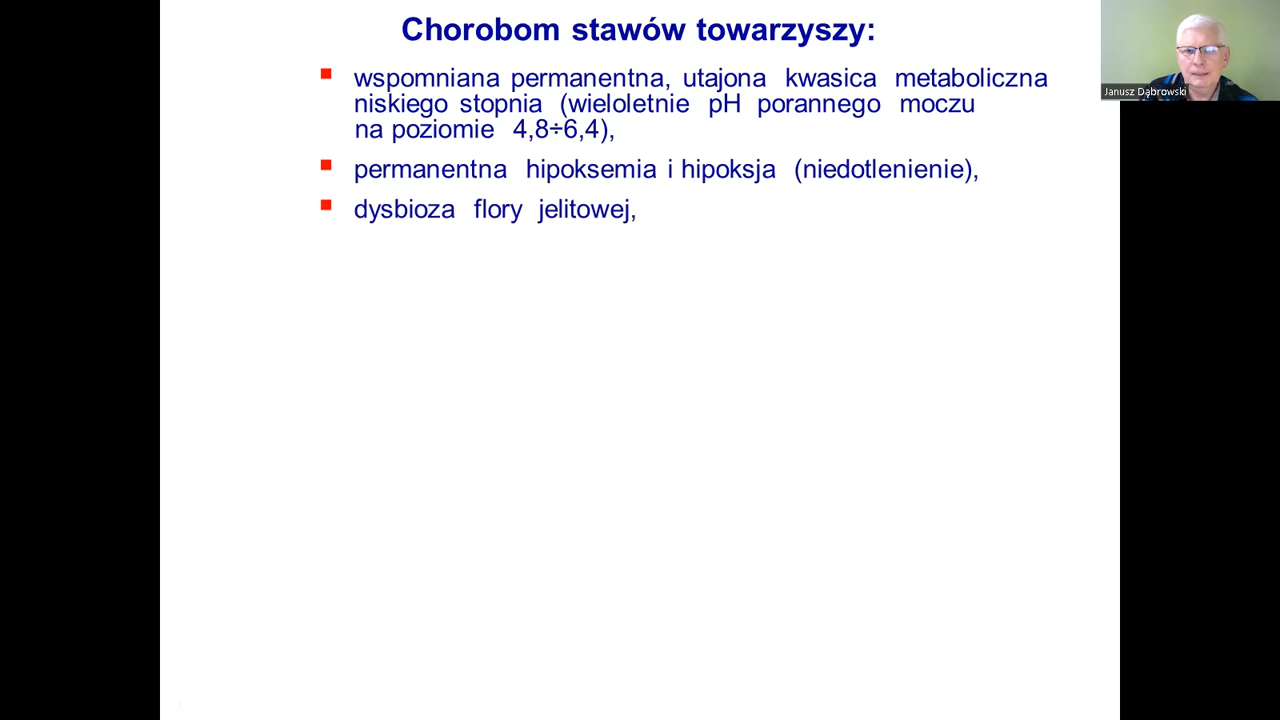 Chorobom stawów towarzyszy:
wspomniana permanentna, utajona kwasica metaboliczna
niskiego stopnia (wieloletnie pH porannego moczu
na poziomie 4,8÷6,4),
permanentna hipoksemia i hipoksja (niedotlenienie),
dysbioza flory jelitowej,
Janusz Dąbrowski